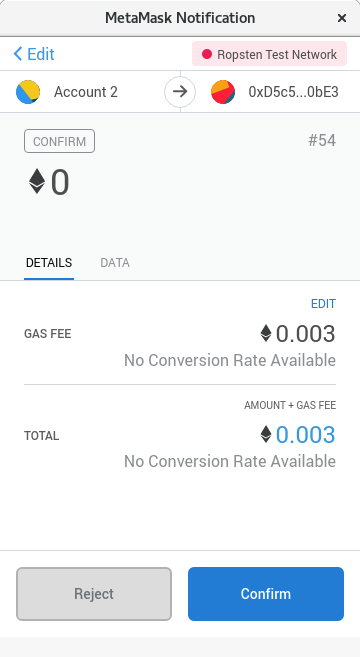 MetaMask Notification ×
Edit
Ropsten Test Network
Account 2
0xD5c5...0bE3
CONFIRM
#54
0
DETAILS
DATA
EDIT
GAS FEE
0.003
No Conversion Rate Available
AMOUNT + GAS FEE
TOTAL
0.003
No Conversion Rate Available
Reject
Confirm